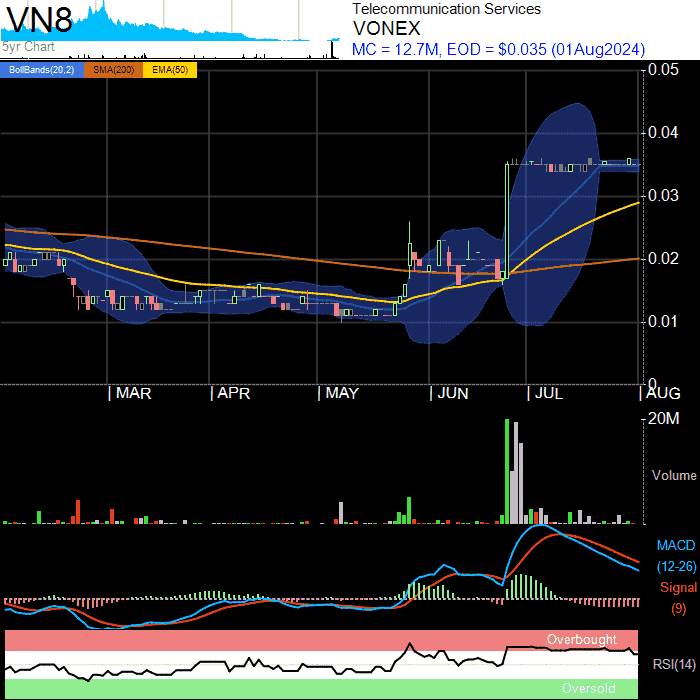 VN8
5yr Chart
Telecommunication Services
VONEX
MC = 12.7M, EOD = $0.035 (01Aug2024)
BollBands(20,2) SMA(200) EMA(50)
0.05
0.04
0.03
0.02
0.01
0
MAR APR MAY JUN JUL AUG
20M
Volume
MACD
(12-26)
Signal
(9)
Overbought
RSI(14)
Oversold